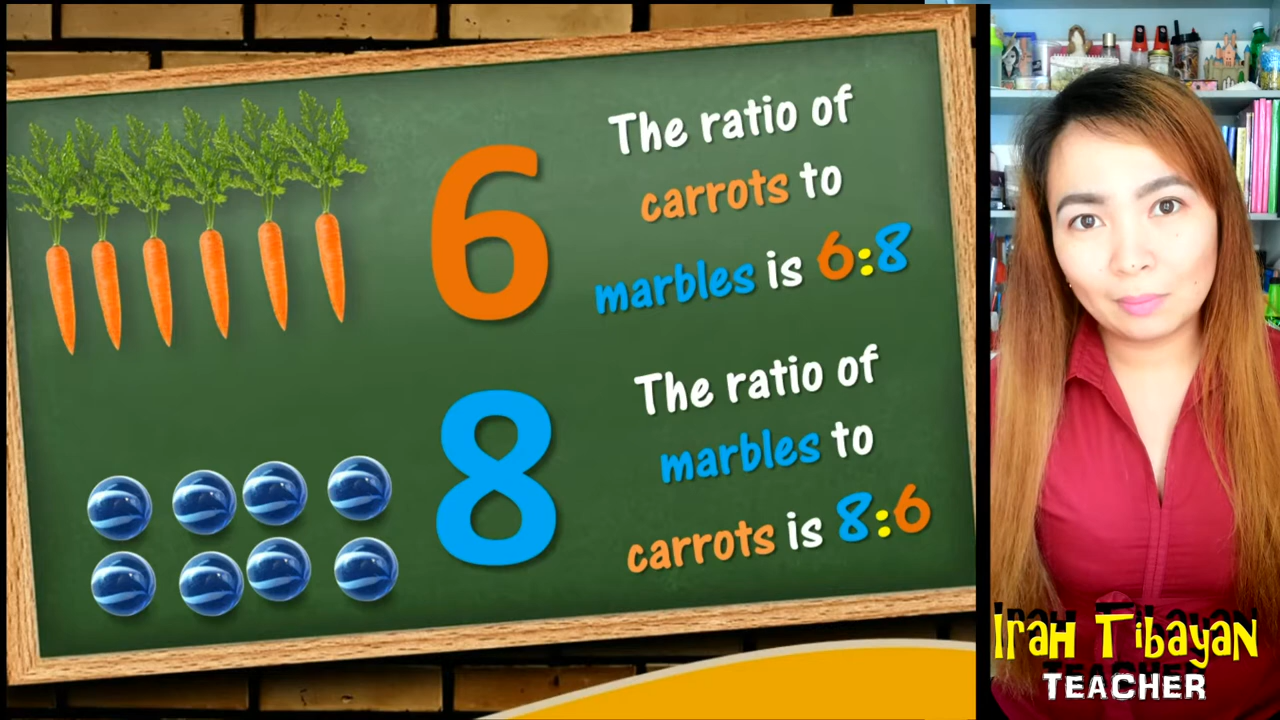 6
The ratio of
carrots to
marbles is 6:8
8
The ratio of
marbles to
carrots is 8:6
Irah Tibayan
TEACHER